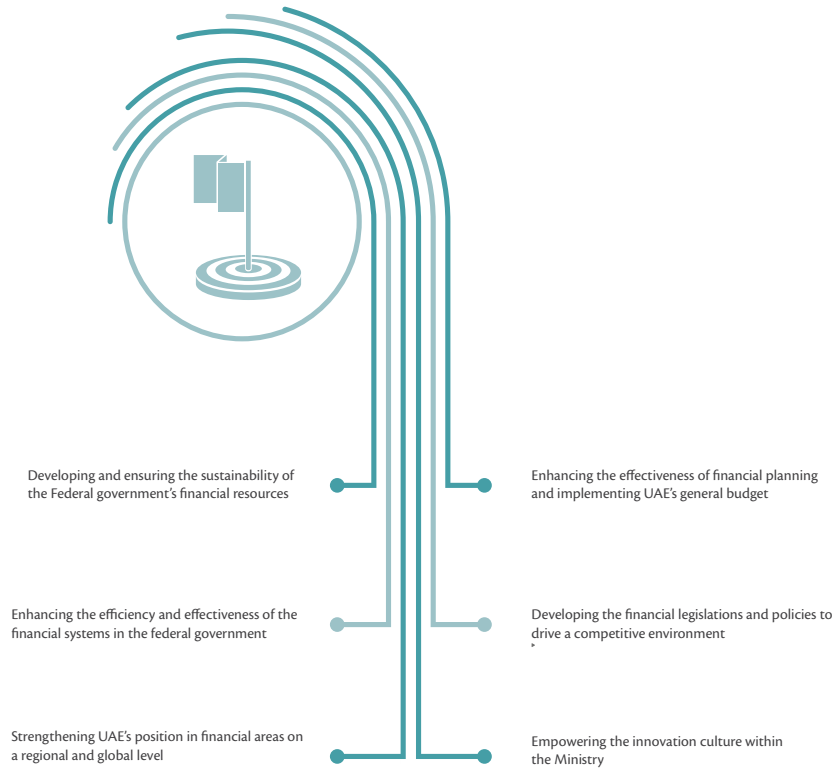 Developing and ensuring the sustainability of
the Federal government's financial resources
Enhancing the effectiveness of financial planning
and implementing UAE's general budget
Enhancing the efficiency and effectiveness of the
financial systems in the federal government
Developing the financial legislations and policies to
drive a competitive environment
Strengthening UAE's position in financial areas on
a regional and global level
Empowering the innovation culture within
the Ministry